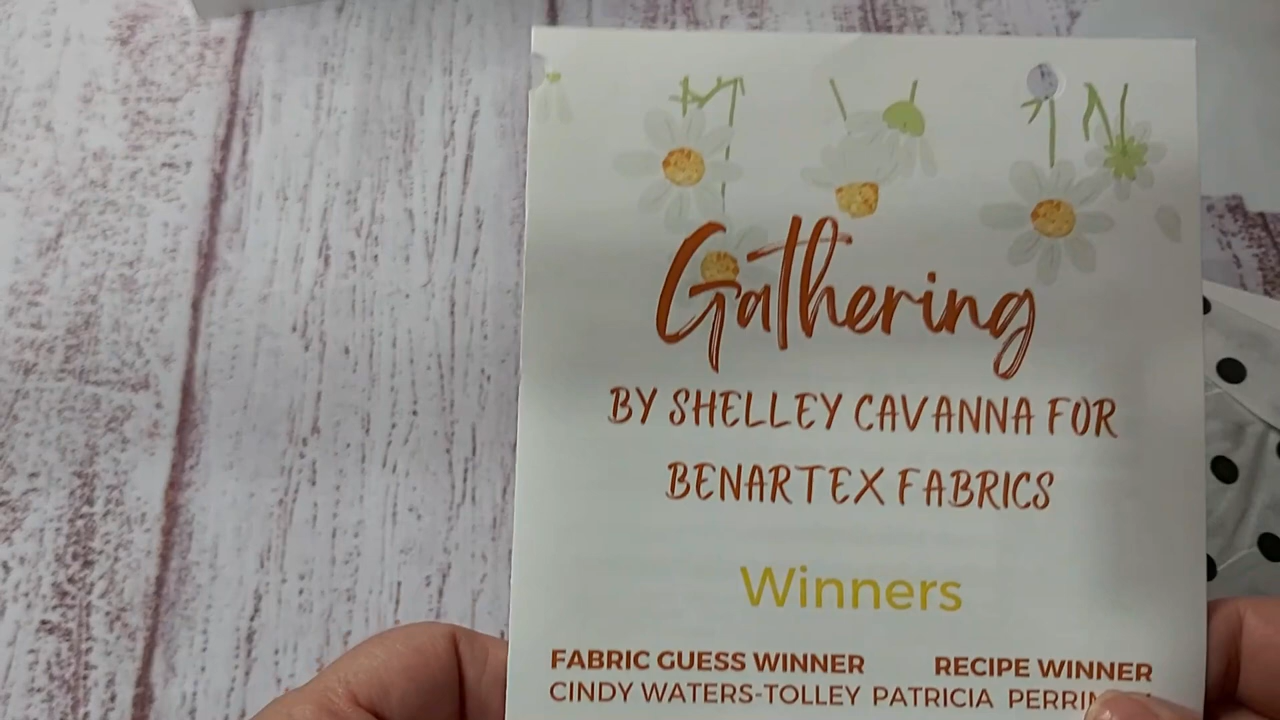 Gathering
BY SHELLEY CAVANNA FOR
BENARTEX FABRICS
Winners
FABRIC GUESS WINNER RECIPE WINNER
CINDY WATERS-TOLLEY PATRICIA